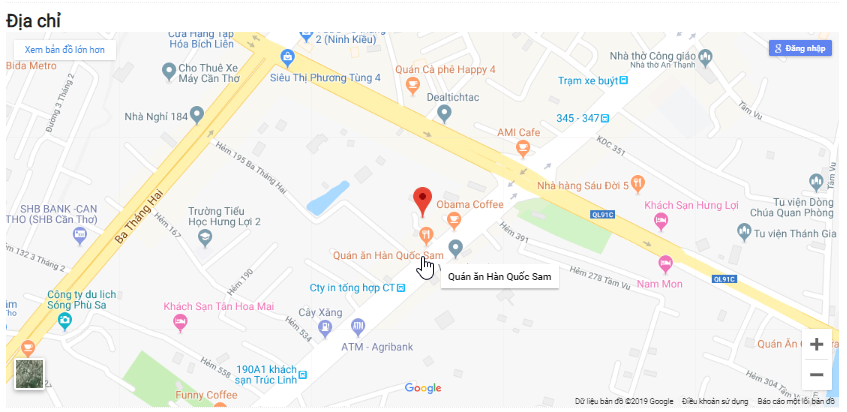 Địa chỉ
Xem bản đồ lớn hơn
Đăng nhập
Cửa Hàng Tạp
Hóa Bích Liên
2 (Ninh Kiều)
Bida Metro
Cho Thuê Xe
Máy Cần Thơ
Siêu Thị Phương Tùng 4
Quán Cà phê Happy 4
Nhà thờ Công giáo
Nhà thờ An Thạnh
Trạm xe buýt
Đường 3 Tháng 2
Dealtichtac
Nhà Nghỉ 184
345 - 347
Tầm Vu
AMI Cafe
KDC 351
Hẻm 195 Ba Tháng Hai
Nhà hàng Sáu Đời 5
Tầm Vu
Tu viện Dòng
Chúa Quan Phòng
SHB BANK -CAN
THO (SHB Cần Thơ)
Ba Tháng Hai
Trường Tiểu
Học Hưng Lợi 2
Obama Coffee
QL91C
Khách Sạn Hưng Lợi
Tu viện Thánh Gia
Hẻm 167
Hẻm 391
Quán ăn Hàn Quốc Sam
Quán ăn Hàn Quốc Sam
Hẻm 190
Hẻm 278 Tầm Vu
Nam Mon
QL91C
Cty in tổng hợp CT
Công ty du lịch
Sông Phù Sa
Khách Sạn Tân Hoa Mai
Cây Xăng
Hẻm 534
ATM - Agribank
Quán Ăn
Hẻm 558
190A1 khách
sạn Trúc Linh
Funny Coffee
Google
Hẻm 304 Tầm
Dữ liệu bản đồ ©2019 Google
Điều khoản sử dụng
Báo cáo một lỗi bản đồ